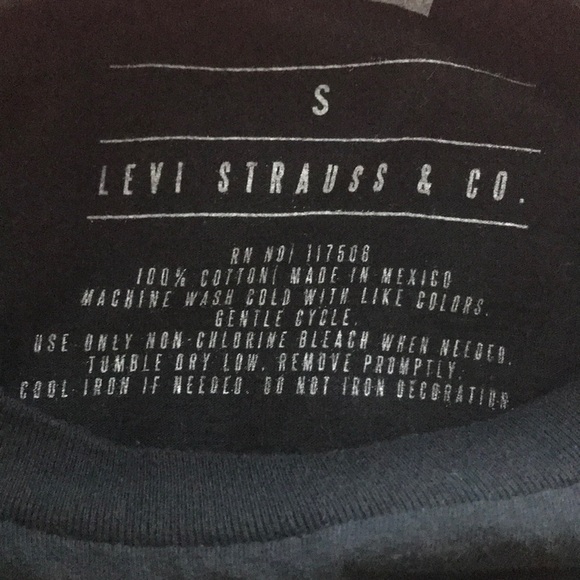 S
LEVI STRAUSS & CO.
RN NO/ 117506
100% COTTON/ MADE IN MEXICO
MACHINE WASH COLD WITH LIKE COLORS.
GENTLE CYCLE.
USE ONLY NON-CHLORINE BLEACH WHEN NEEDED.
TUMBLE DRY LOW. REMOVE PROMPTLY.
COOL IRON IF NEEDED. DO NOT IRON DECORATION